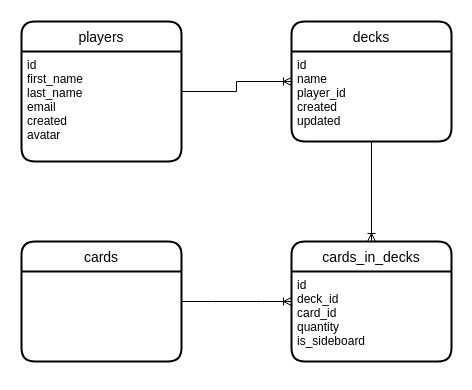 players
id
first_name
last_name
email
created
avatar
decks
id
name
player_id
created
updated
cards
cards_in_decks
id
deck_id
card_id
quantity
is_sideboard